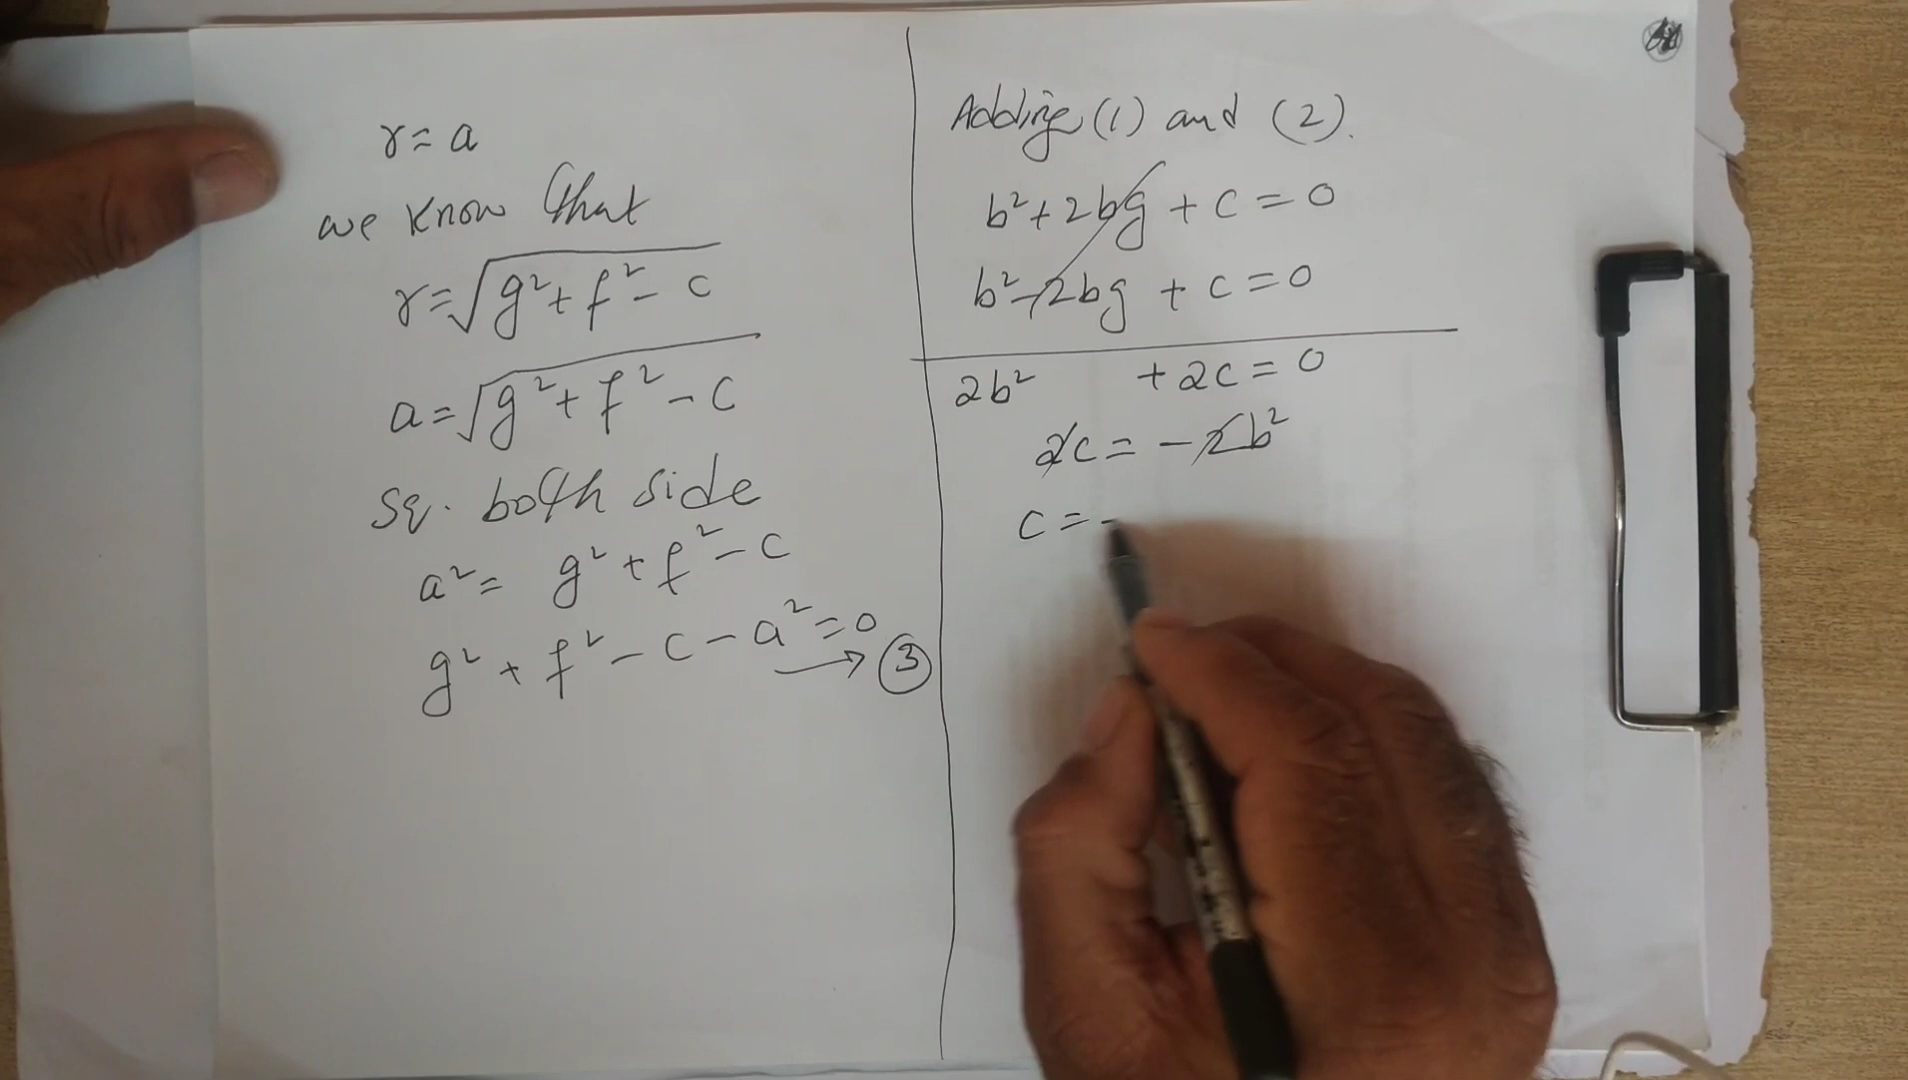 r = a
we know that
r = √g² + f² - c
a = √g² + f² - c
Sq. both side
a² = g² + f² - c
g² + f² - c - a² = 0 → ③
Adding (1) and (2).
b² + 2bg + c = 0
b² - 2bg + c = 0
2b² + 2c = 0
2c = -2b²
c = -